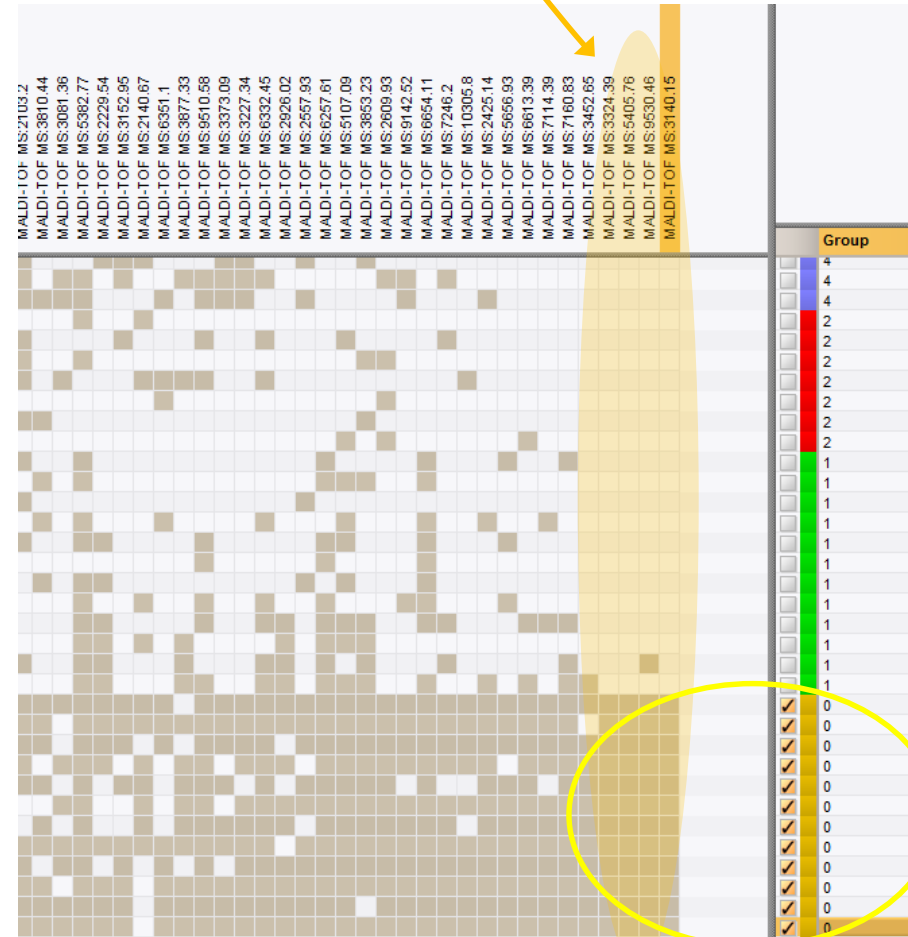 MALDI-TOF MS:2103.2
MALDI-TOF MS:3810.44
MALDI-TOF MS:3081.36
MALDI-TOF MS:5382.77
MALDI-TOF MS:2229.54
MALDI-TOF MS:3152.95
MALDI-TOF MS:2140.67
MALDI-TOF MS:6351.1
MALDI-TOF MS:3877.33
MALDI-TOF MS:9510.58
MALDI-TOF MS:3373.09
MALDI-TOF MS:3227.34
MALDI-TOF MS:6332.45
MALDI-TOF MS:2926.02
MALDI-TOF MS:2557.93
MALDI-TOF MS:6257.61
MALDI-TOF MS:5107.09
MALDI-TOF MS:3853.23
MALDI-TOF MS:2609.93
MALDI-TOF MS:9142.52
MALDI-TOF MS:6654.11
MALDI-TOF MS:7246.2
MALDI-TOF MS:10305.8
MALDI-TOF MS:2425.14
MALDI-TOF MS:5656.93
MALDI-TOF MS:6613.39
MALDI-TOF MS:7114.39
MALDI-TOF MS:7160.83
MALDI-TOF MS:3452.65
MALDI-TOF MS:3324.39
MALDI-TOF MS:5405.76
MALDI-TOF MS:9530.46
MALDI-TOF MS:3140.15
Group
4
4
4
2
2
2
2
2
2
2
1
1
1
1
1
1
1
1
1
1
1
1
0
0
0
0
0
0
0
0
0
0
0
0